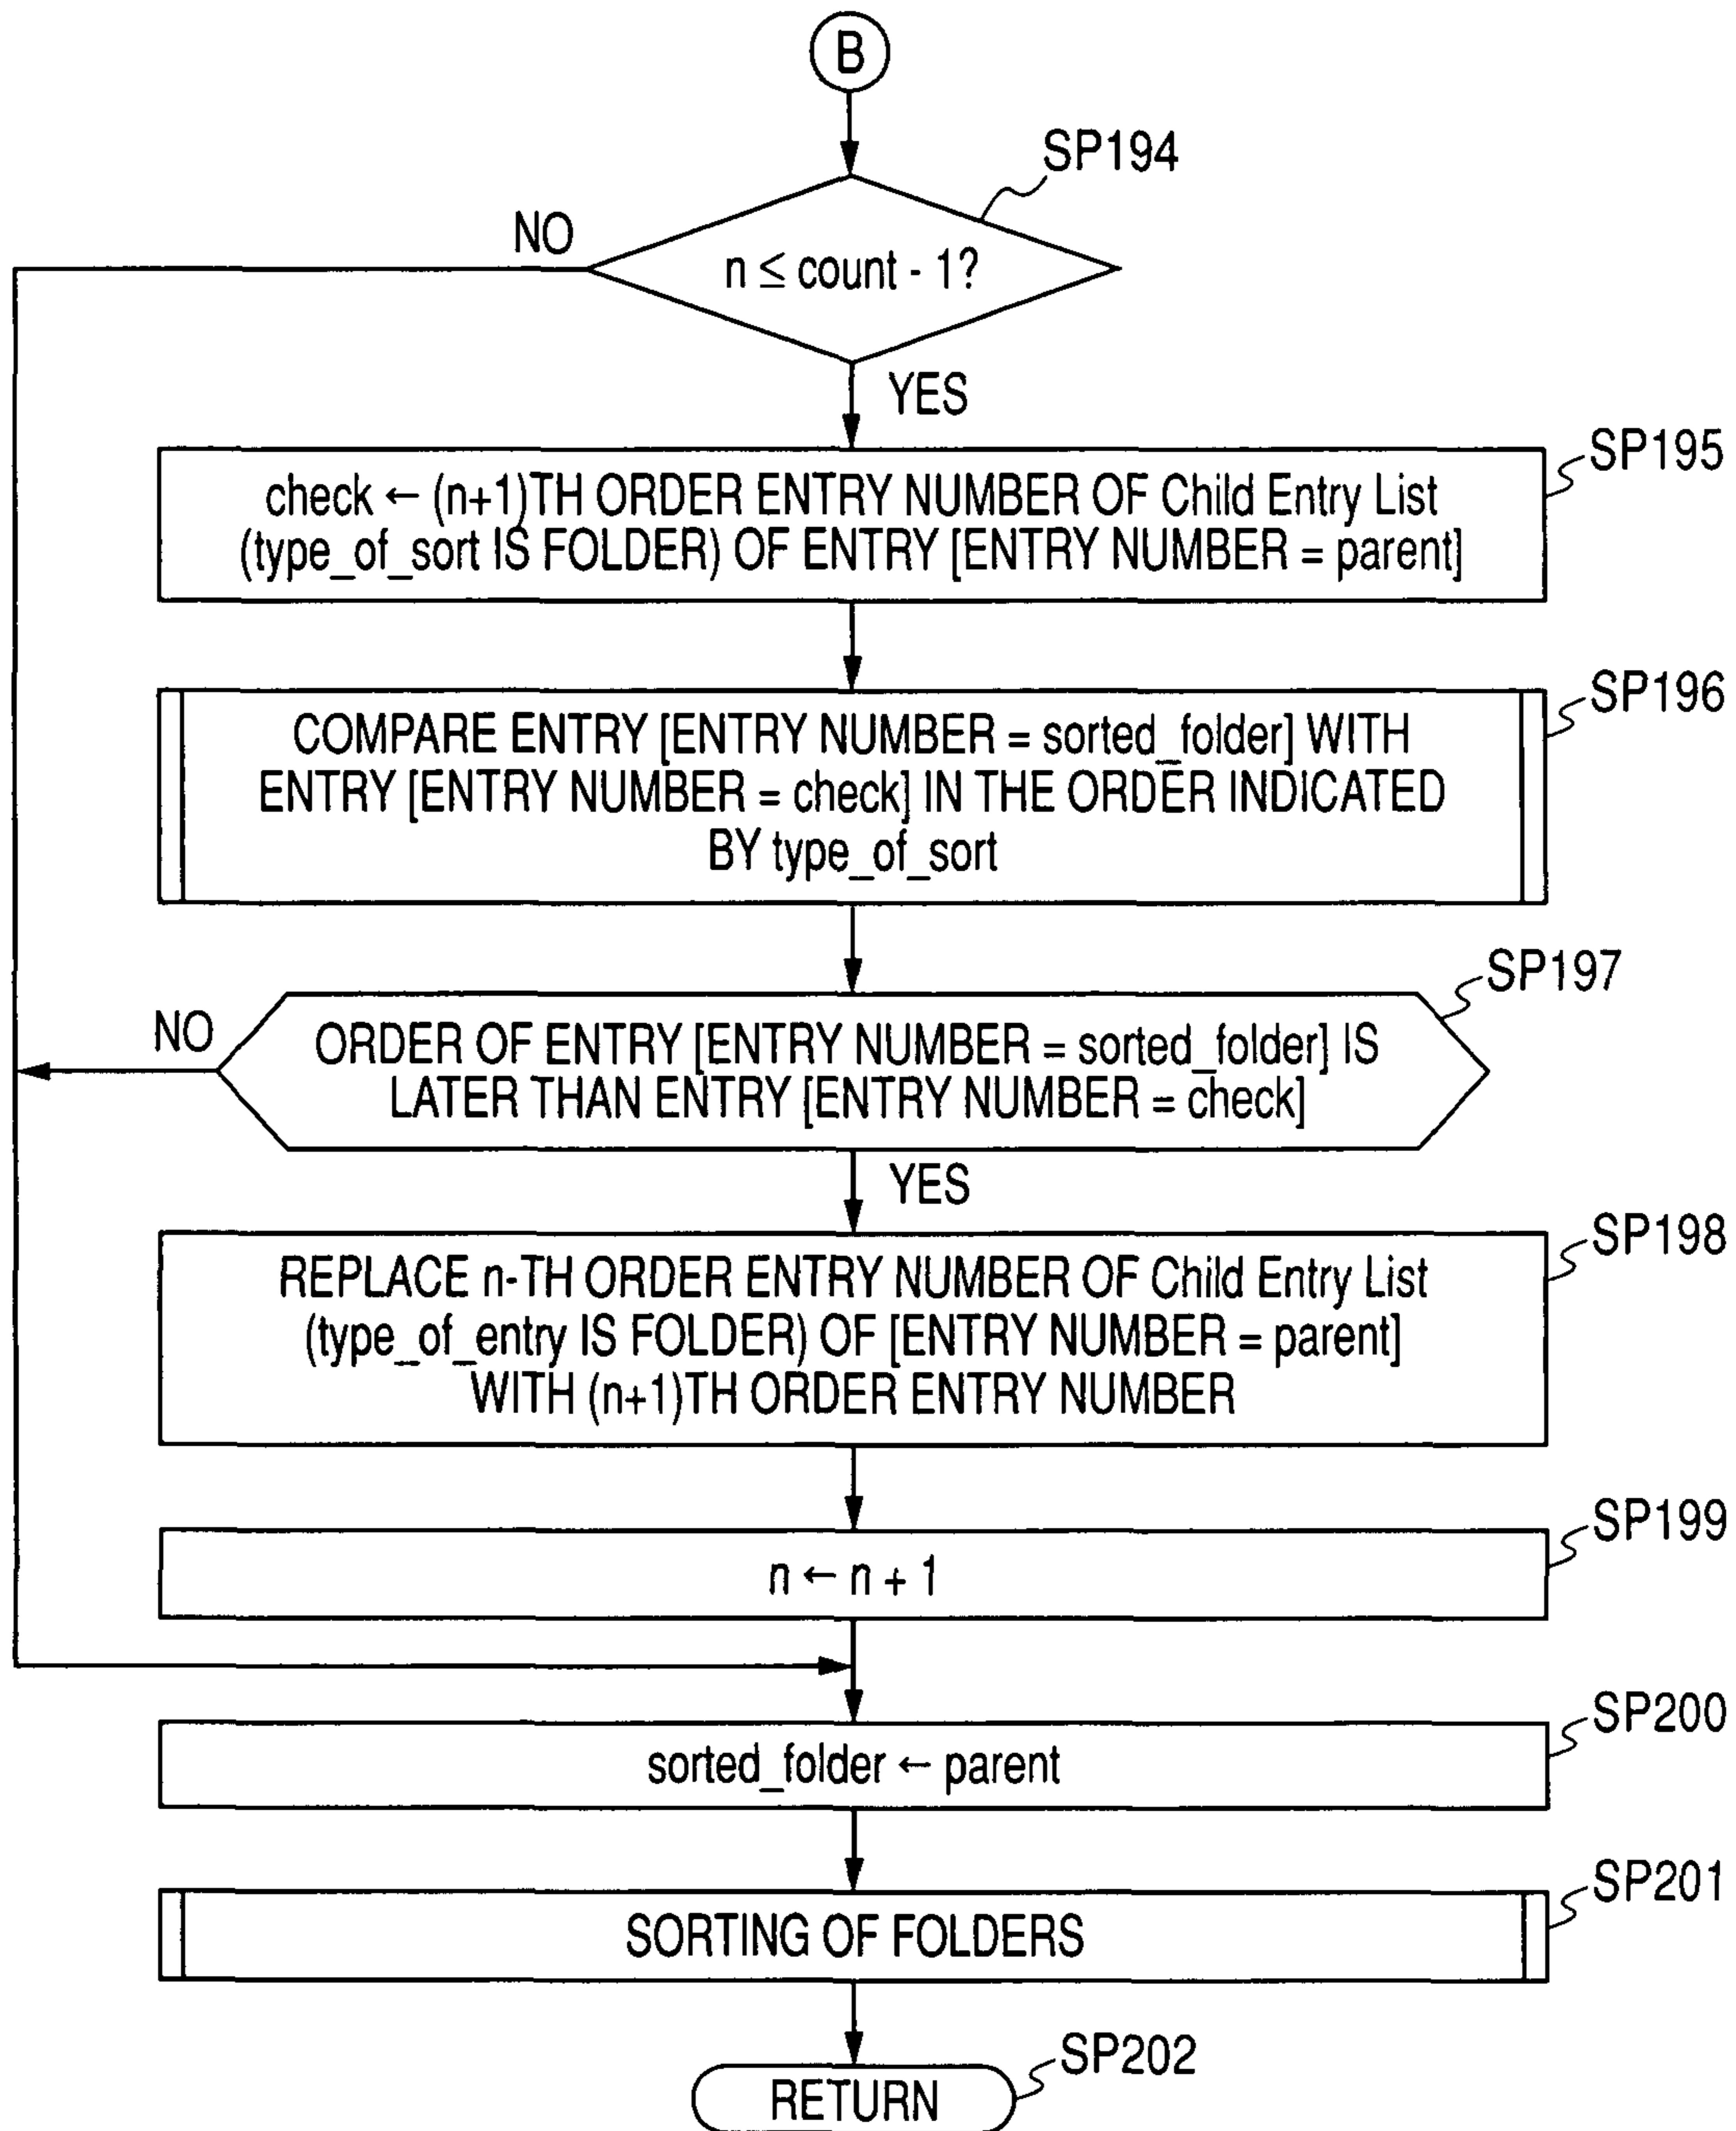 B
SP194
NO
n ≤ count - 1?
YES
SP195
check ← (n+1)TH ORDER ENTRY NUMBER OF Child Entry List
(type_of_sort IS FOLDER) OF ENTRY [ENTRY NUMBER = parent]
SP196
COMPARE ENTRY [ENTRY NUMBER = sorted_folder] WITH
ENTRY [ENTRY NUMBER = check] IN THE ORDER INDICATED
BY type_of_sort
SP197
NO
ORDER OF ENTRY [ENTRY NUMBER = sorted_folder] IS
LATER THAN ENTRY [ENTRY NUMBER = check]
YES
SP198
REPLACE n-TH ORDER ENTRY NUMBER OF Child Entry List
(type_of_entry IS FOLDER) OF [ENTRY NUMBER = parent]
WITH (n+1)TH ORDER ENTRY NUMBER
SP199
n ← n + 1
SP200
sorted_folder ← parent
SP201
SORTING OF FOLDERS
SP202
RETURN